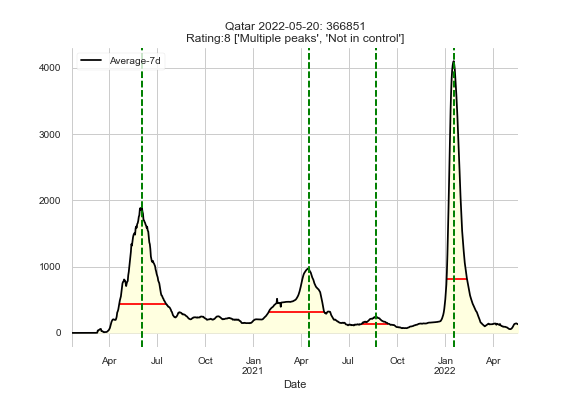 Qatar 2022-05-20: 366851
Rating:8 ['Multiple peaks', 'Not in control']
Average-7d
4000
3000
2000
1000
0
Apr Jul Oct Jan Apr Jul Oct Jan Apr
2021 2022
Date